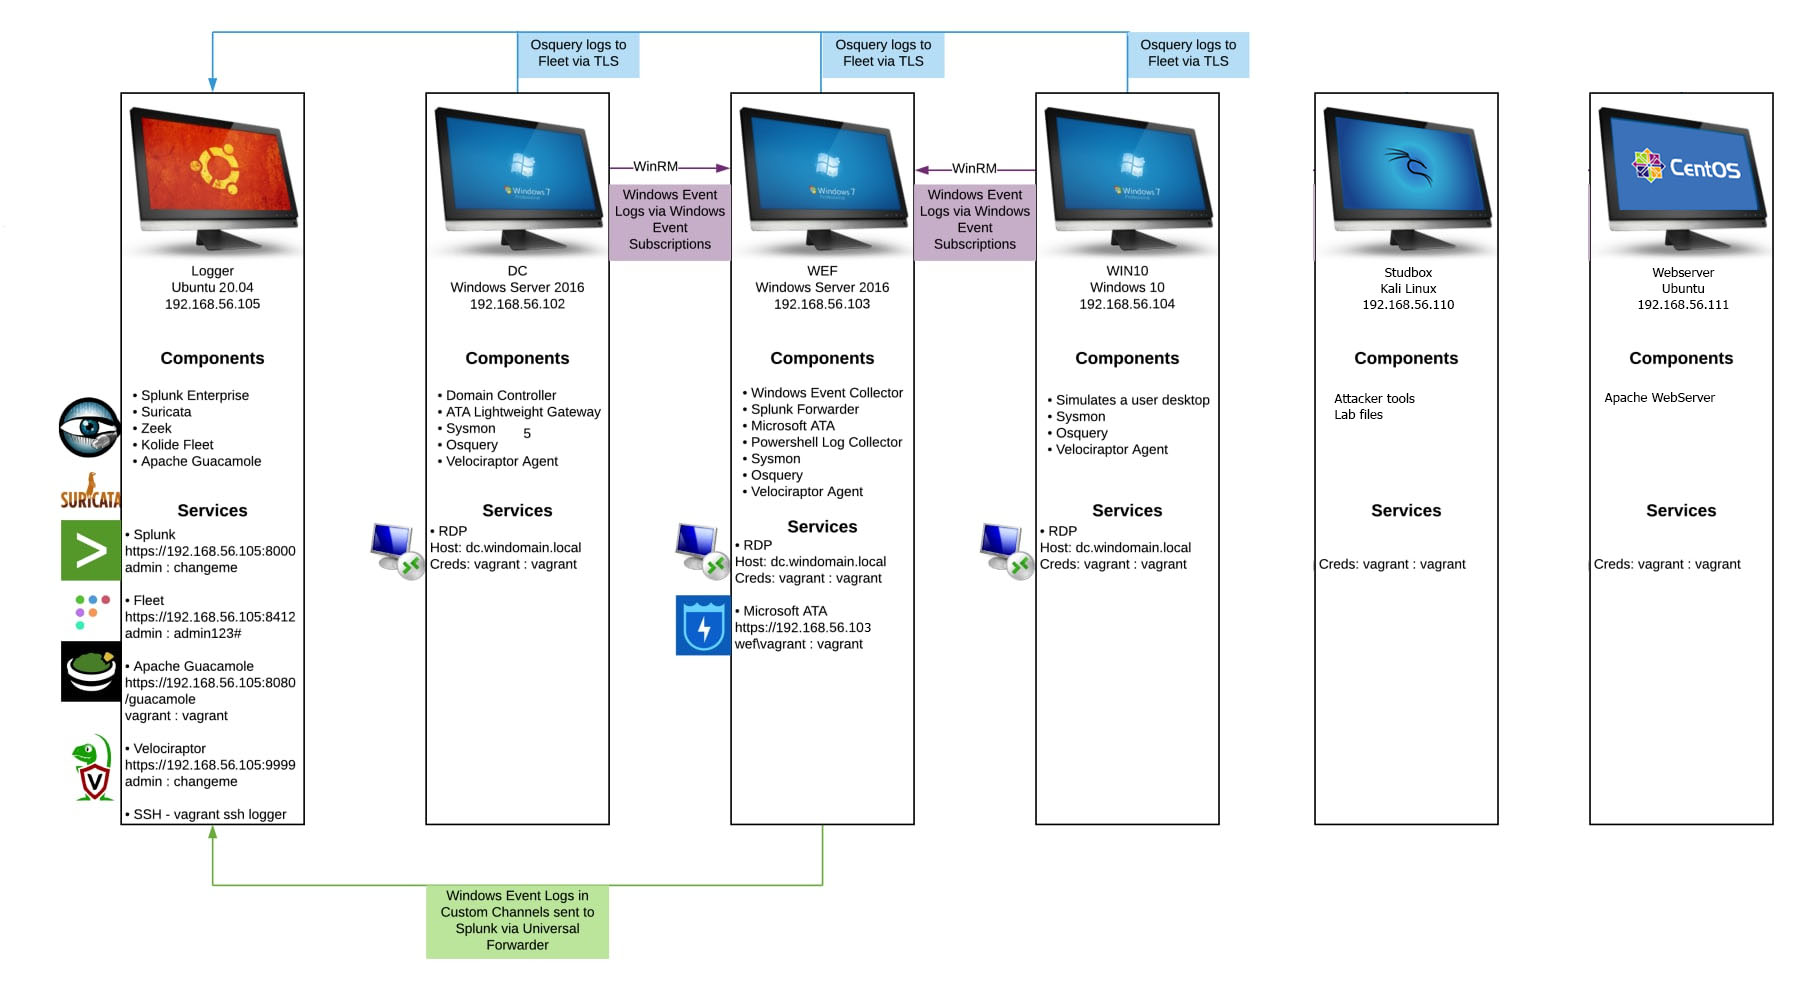 Osquery logs to
Fleet via TLS
Osquery logs to
Fleet via TLS
Osquery logs to
Fleet via TLS
Windows 7
Professional
Windows 7
Professional
Windows 7
Professional
CentOS
WinRM
Windows Event
Logs via Windows
Event
Subscriptions
WinRM
Windows Event
Logs via Windows
Event
Subscriptions
Logger
Ubuntu 20.04
192.168.56.105
Components
• Splunk Enterprise
• Suricata
• Zeek
• Kolide Fleet
• Apache Guacamole
SURICATA
Services
• Splunk
https://192.168.56.105:8000
admin : changeme
• Fleet
https://192.168.56.105:8412
admin : admin123#
• Apache Guacamole
https://192.168.56.105:8080
/guacamole
vagrant : vagrant
V
• Velociraptor
https://192.168.56.105:9999
admin : changeme
• SSH - vagrant ssh logger
DC
Windows Server 2016
192.168.56.102
Components
• Domain Controller
• ATA Lightweight Gateway
• Sysmon
5
• Osquery
• Velociraptor Agent
Services
• RDP
Host: dc.windomain.local
Creds: vagrant : vagrant
WEF
Windows Server 2016
192.168.56.103
Components
• Windows Event Collector
• Splunk Forwarder
• Microsoft ATA
• Powershell Log Collector
• Sysmon
• Osquery
• Velociraptor Agent
Services
• RDP
Host: dc.windomain.local
Creds: vagrant : vagrant
• Microsoft ATA
https://192.168.56.103
wef\vagrant : vagrant
WIN10
Windows 10
192.168.56.104
Components
• Simulates a user desktop
• Sysmon
• Osquery
• Velociraptor Agent
Services
• RDP
Host: dc.windomain.local
Creds: vagrant : vagrant
Studbox
Kali Linux
192.168.56.110
Components
Attacker tools
Lab files
Services
Creds: vagrant : vagrant
Webserver
Ubuntu
192.168.56.111
Components
Apache WebServer
Services
Creds: vagrant : vagrant
Windows Event Logs in
Custom Channels sent to
Splunk via Universal
Forwarder